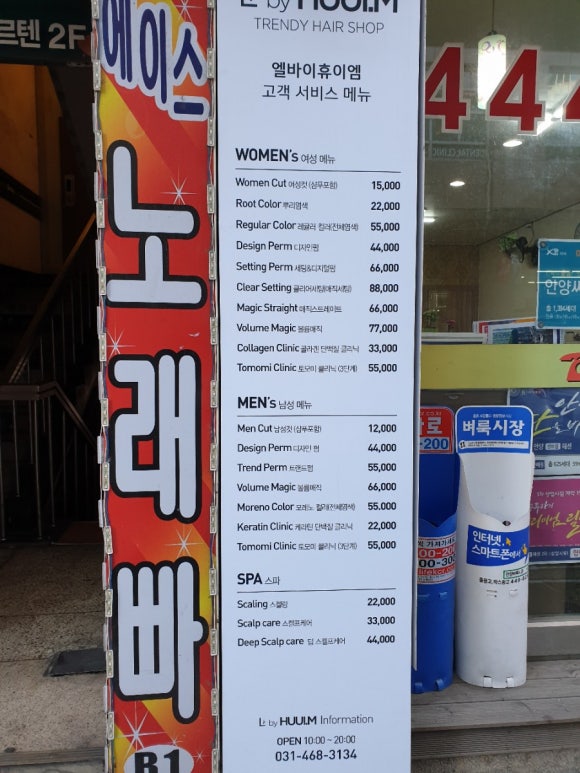 by HUUI.M
TRENDY HAIR SHOP
엘바이휴이엠
고객 서비스 메뉴
WOMEN's 여성 메뉴
Women Cut 여성컷 (샴푸포함) 15,000
Root Color 뿌리염색 22,000
Regular Color 레귤러 컬러(전체염색) 55,000
Design Perm 디자인펌 44,000
Setting Perm 세팅&디지털펌 66,000
Clear Setting 클리어세팅(매직세팅) 88,000
Magic Straight 매직스트레이트 66,000
Volume Magic 볼륨매직 77,000
Collagen Clinic 콜라겐 단백질 클리닉 33,000
Tomomi Clinic 토모미 클리닉 (3단계) 55,000
MEN's 남성 메뉴
Men Cut 남성컷 (샴푸포함) 12,000
Design Perm 디자인 펌 44,000
Trend Perm 트랜드펌 55,000
Volume Magic 볼륨매직 66,000
Moreno Color 모레노 컬러(전체염색) 55,000
Keratin Clinic 케라틴 단백질 클리닉 22,000
Tomomi Clinic 토모미 클리닉 (3단계) 55,000
SPA 스파
Scaling 스켈링 22,000
Scalp care 스켈프케어 33,000
Deep Scalp care 딥 스켈프케어 44,000
by HUUI.M Information
OPEN 10:00 ~ 20:00
031-468-3134
에이스
노래빠
B1
르텐 2F
444
안양씨
벼룩시장
인터넷,
스마트폰에서
-200
00-200
00-300